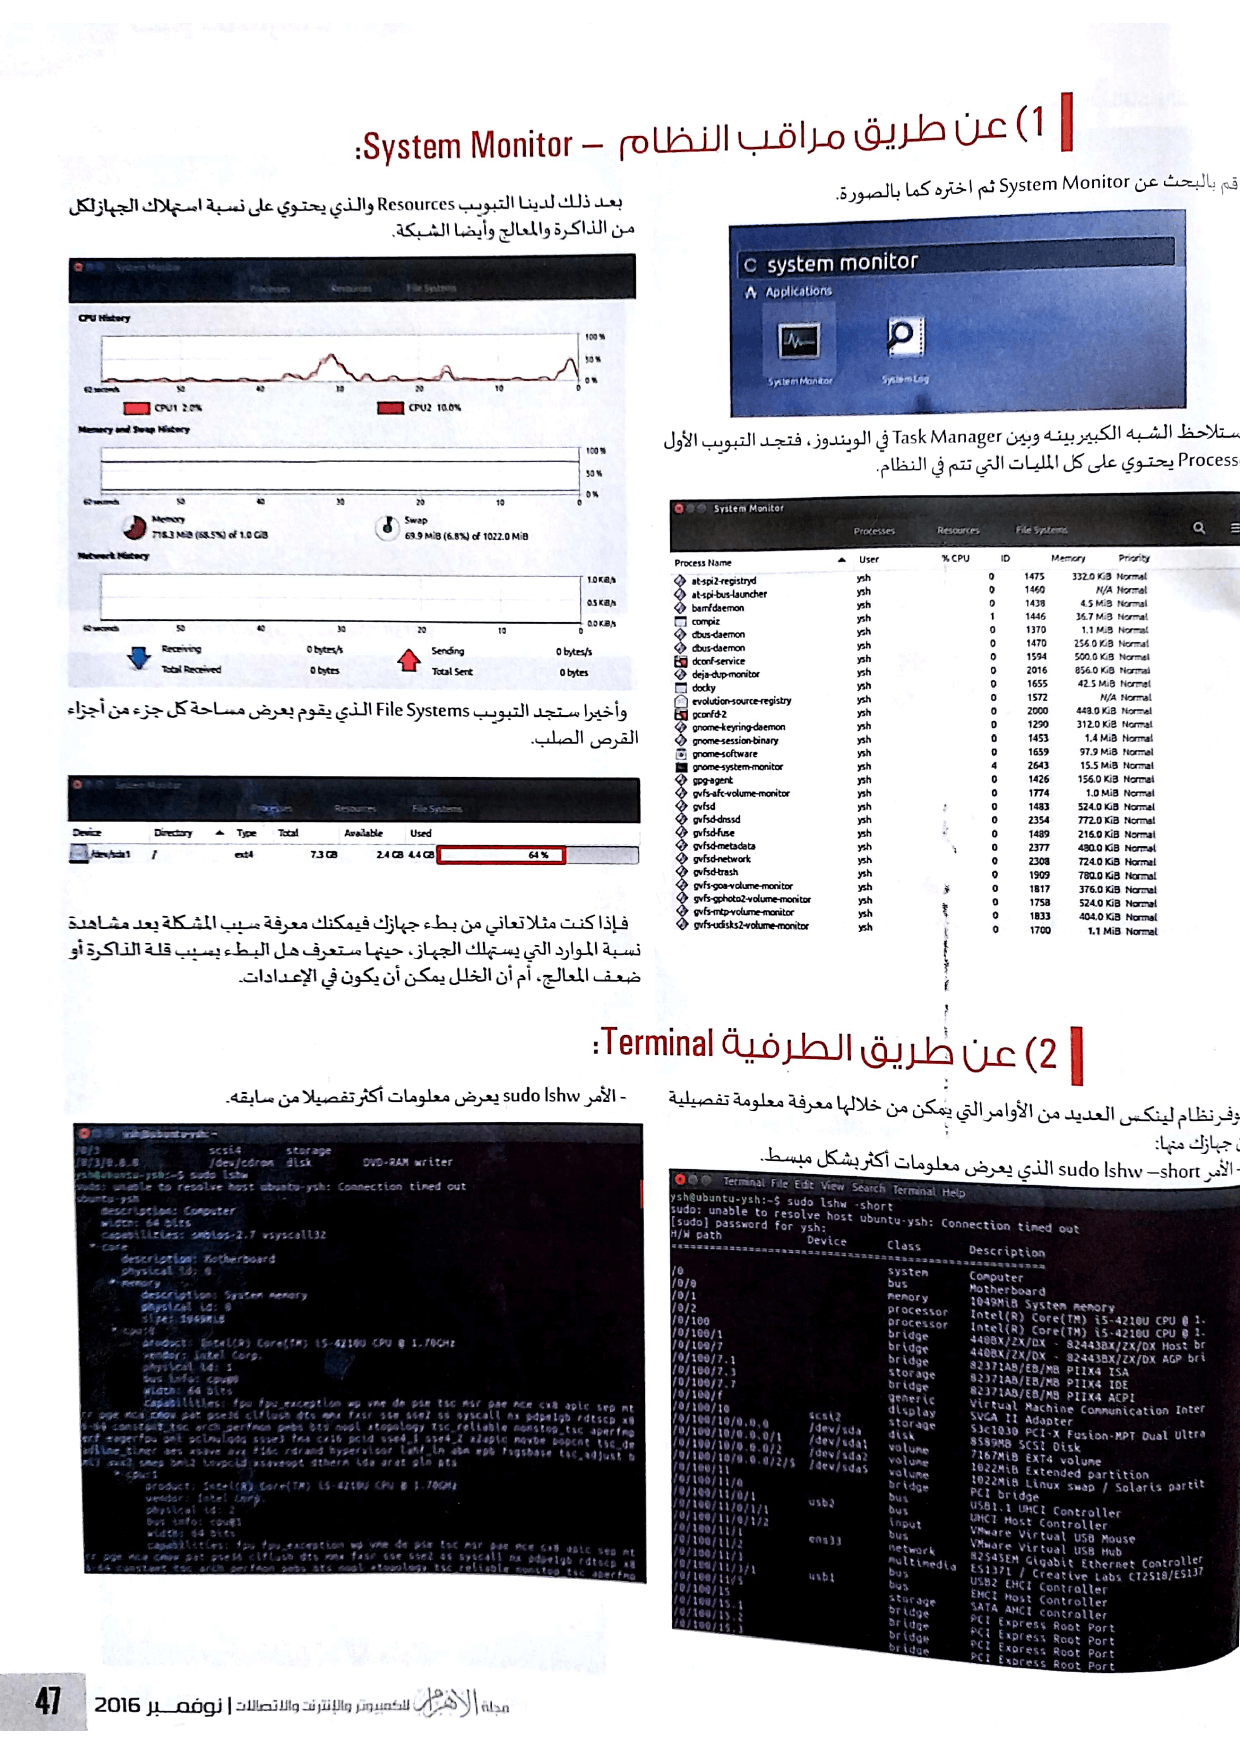 1) عن طريق مراقب النظام – System Monitor:
قم بالبحث عن System Monitor ثم اختره كما بالصورة.
system monitor
Applications
System Monitor
System Log
ستلاحظ الشبه الكبير بينه وبين Task Manager في الويندوز، فتجد التبويب الأول
يحتوي على كل المليات التي تتم في النظام.
System Monitor
Processes Resources File Systems
Process Name User % CPU ID Memory Priority
at-spi2-registryd ysh 0 1475 332.0 KiB Normal
at-spi-bus-launcher ysh 0 1460 N/A Normal
bamfdaemon ysh 0 1438 4.5 MiB Normal
compiz ysh 1 1446 36.7 MiB Normal
dbus-daemon ysh 0 1370 1.1 MiB Normal
dbus-daemon ysh 0 1470 256.0 KiB Normal
dconf-service ysh 0 1594 500.0 KiB Normal
deja-dup-monitor ysh 0 2016 856.0 KiB Normal
docky ysh 0 1655 42.5 MiB Normal
evolution-source-registry ysh 0 1572 N/A Normal
gconfd-2 ysh 0 2000 448.0 KiB Normal
gnome-keyring-daemon ysh 0 1290 312.0 KiB Normal
gnome-session-binary ysh 0 1453 1.4 MiB Normal
gnome-software ysh 0 1659 97.9 MiB Normal
gnome-system-monitor ysh 4 2643 15.5 MiB Normal
gpg-agent ysh 0 1426 156.0 KiB Normal
gvfs-afc-volume-monitor ysh 0 1774 1.0 MiB Normal
gvfsd ysh 0 1483 524.0 KiB Normal
gvfsd-dnssd ysh 0 2354 772.0 KiB Normal
gvfsd-fuse ysh 0 1489 216.0 KiB Normal
gvfsd-metadata ysh 0 2377 480.0 KiB Normal
gvfsd-network ysh 0 2308 724.0 KiB Normal
gvfsd-trash ysh 0 1909 780.0 KiB Normal
gvfs-goa-volume-monitor ysh 0 1817 376.0 KiB Normal
gvfs-gphoto2-volume-monitor ysh 0 1758 524.0 KiB Normal
gvfs-mtp-volume-monitor ysh 0 1833 404.0 KiB Normal
gvfs-udisks2-volume-monitor ysh 0 1700 1.1 MiB Normal
بعد ذلك لدينا التبويب Resources والذي يحتوي على نسبة استهلاك الجهاز لكل
من الذاكرة والمعالج وأيضا الشبكة.
System Monitor
Processes Resources File Systems
CPU History
100 %
50 %
0 %
60 seconds 50 40 30 20 10 0
CPU1 2.0% CPU2 10.0%
Memory and Swap History
100 %
50 %
0 %
60 seconds 50 40 30 20 10 0
Memory Swap
718.3 MiB (68.5%) of 1.0 GiB 69.9 MiB (6.8%) of 1022.0 MiB
Network History
1.0 KiB/s
0.5 KiB/s
0.0 KiB/s
60 seconds 50 40 30 20 10 0
Receiving 0 bytes/s Sending 0 bytes/s
Total Received 0 bytes Total Sent 0 bytes
وأخيرا ستجد التبويب File Systems الذي يقوم بعرض مساحة كل جزء من أجزاء
القرص الصلب.
System Monitor
Processes Resources File Systems
Device Directory Type Total Available Used
/dev/sda1 / ext4 7.3 GB 2.4 GB 4.4 GB 64 %
فإذا كنت مثلا تعاني من بطء جهازك فيمكنك معرفة سبب المشكلة بعد مشاهدة
نسبة الموارد التي يستهلك الجهاز، حينها ستعرف هل البطء بسبب قلة الذاكرة أو
ضعف المعالج، أم أن الخلل يمكن أن يكون في الإعدادات.
2) عن طريق الطرفية Terminal:
يوفر نظام لينكس العديد من الأوامر التي يمكن من خلالها معرفة معلومة تفصيلية
جهازك منها:
- الأمر sudo lshw –short الذي يعرض معلومات أكثر بشكل مبسط.
Terminal File Edit View Search Terminal Help
ysh@ubuntu-ysh:~$ sudo lshw -short
sudo: unable to resolve host ubuntu-ysh: Connection timed out
[sudo] password for ysh:
H/W path Device Class Description
/0 system Computer
/0/0 bus Motherboard
/0/1 memory 1049MiB System memory
/0/2 processor Intel(R) Core(TM) i5-4210U CPU @ 1.
/0/100 processor Intel(R) Core(TM) i5-4210U CPU @ 1.
/0/100/1 bridge 440BX/ZX/DX - 82443BX/ZX/DX Host br
/0/100/7 bridge 440BX/ZX/DX - 82443BX/ZX/DX AGP bri
/0/100/7.1 bridge 82371AB/EB/MB PIIX4 ISA
/0/100/7.3 storage 82371AB/EB/MB PIIX4 IDE
/0/100/7.7 bridge 82371AB/EB/MB PIIX4 ACPI
/0/100/f generic Virtual Machine Communication Inter
/0/100/10 display SVGA II Adapter
/0/100/10/0.0.0 scsi2 storage 53c1030 PCI-X Fusion-MPT Dual Ultra
/0/100/10/0.0.0/1 /dev/sda disk 8589MB SCSI Disk
/0/100/10/0.0.0/2 /dev/sda1 volume 7167MiB EXT4 volume
/0/100/10/0.0.0/2/5 /dev/sda2 volume 1022MiB Extended partition
/0/100/11 /dev/sda5 volume 1022MiB Linux swap / Solaris partit
/0/100/11/0 bridge PCI bridge
/0/100/11/0/1 usb2 bus USB1.1 UHCI Controller
/0/100/11/0/1/1 bus UHCI Host Controller
/0/100/11/0/1/2 input VMware Virtual USB Mouse
/0/100/11/1 ens33 bus VMware Virtual USB Hub
/0/100/11/2 network 82545EM Gigabit Ethernet Controller
/0/100/11/3 multimedia ES1371 / Creative Labs CT2518/ES137
/0/100/11/3/1 usb1 bus USB2 EHCI Controller
/0/100/11/5 bus EHCI Host Controller
/0/100/15 storage SATA AHCI controller
/0/100/15.1 bridge PCI Express Root Port
/0/100/15.2 bridge PCI Express Root Port
/0/100/15.3 bridge PCI Express Root Port
bridge PCI Express Root Port
- الأمر sudo lshw يعرض معلومات أكثر تفصيلا من سابقه.
/0/3 scsi4 storage
/0/3/0.0.0 /dev/cdrom disk DVD-RAM writer
ysh@ubuntu-ysh:~$ sudo lshw
sudo: unable to resolve host ubuntu-ysh: Connection timed out
ubuntu-ysh
description: Computer
width: 64 bits
capabilities: smbios-2.7 vsyscall32
*-core
description: Motherboard
physical id: 0
*-memory
description: System memory
physical id: 0
size: 1049MiB
*-cpu:0
product: Intel(R) Core(TM) i5-4210U CPU @ 1.70GHz
vendor: Intel Corp.
physical id: 1
bus info: cpu@0
width: 64 bits
capabilities: fpu fpu_exception wp vme de pse tsc msr pae mce cx8 apic sep mt
*-cpu:1
product: Intel(R) Core(TM) i5-4210U CPU @ 1.70GHz
vendor: Intel Corp.
physical id: 2
bus info: cpu@1
width: 64 bits
capabilities: fpu fpu_exception wp vme de pse tsc msr pae mce cx8 apic sep mt
مجلة الأهرام للكمبيوتر والإنترنت والاتصالات | نوفمبر 2016
47